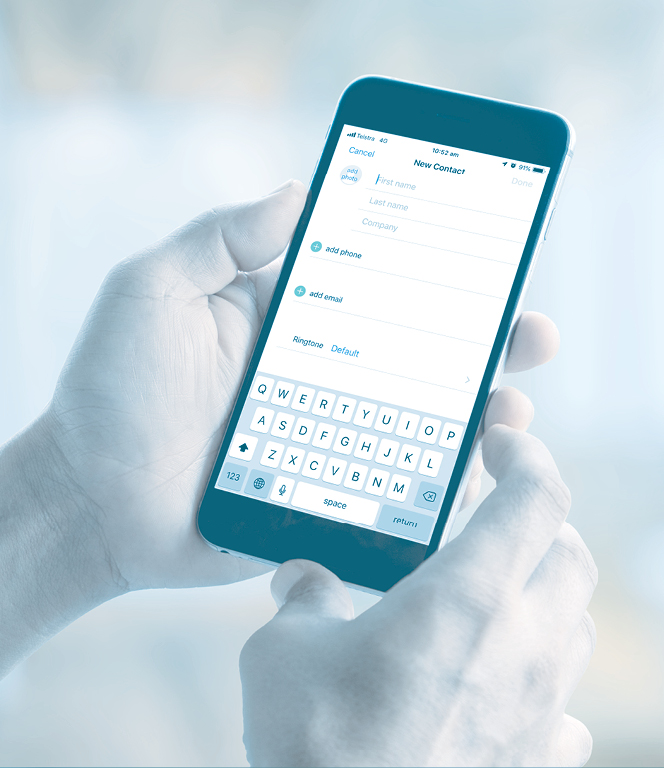 Telstra 4G 10:52 am 91%
Cancel New Contact Done
add
photo
First name
Last name
Company
add phone
add email
Ringtone Default
Q W E R T Y U I O P
A S D F G H J K L
Z X C V B N M
123 space return